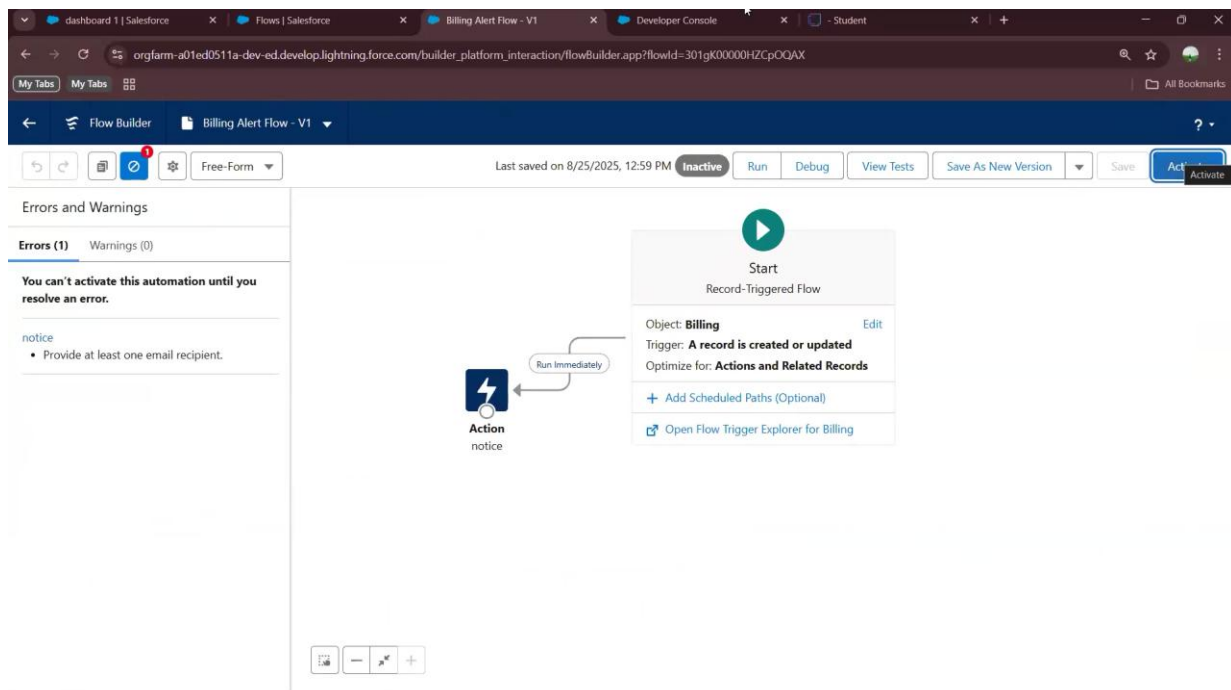 dashboard 1 | Salesforce
Flows | Salesforce
Billing Alert Flow - V1
Developer Console
- Student
orgfarm-a01ed0511a-dev-ed.develop.lightning.force.com/builder_platform_interaction/flowBuilder.app?flowId=301gK00000HZCpOQAX
My Tabs
My Tabs
All Bookmarks
Flow Builder
Billing Alert Flow - V1
?
1
Free-Form
Last saved on 8/25/2025, 12:59 PM
Inactive
Run
Debug
View Tests
Save As New Version
Save
Activate
Errors and Warnings
Errors (1)
Warnings (0)
You can't activate this automation until you
resolve an error.
notice
• Provide at least one email recipient.
Start
Record-Triggered Flow
Object: Billing
Edit
Trigger: A record is created or updated
Optimize for: Actions and Related Records
+ Add Scheduled Paths (Optional)
Open Flow Trigger Explorer for Billing
Run Immediately
Action
notice